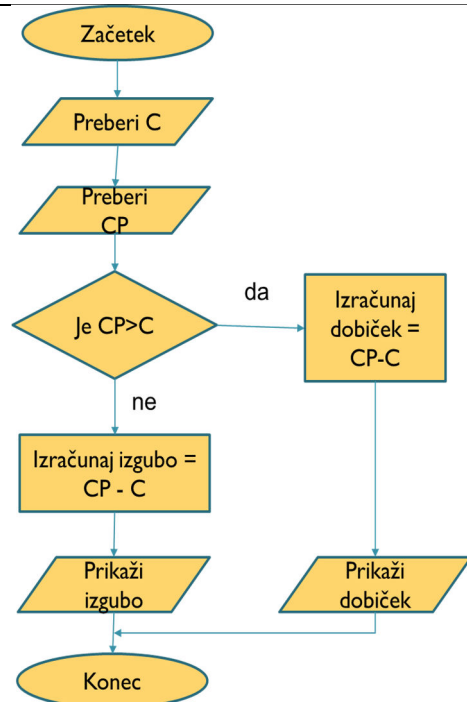 Začetek
Preberi C
Preberi
CP
Je CP>C
da
Izračunaj
dobiček =
CP-C
ne
Izračunaj izgubo =
CP - C
Prikaži
izgubo
Prikaži
dobiček
Konec